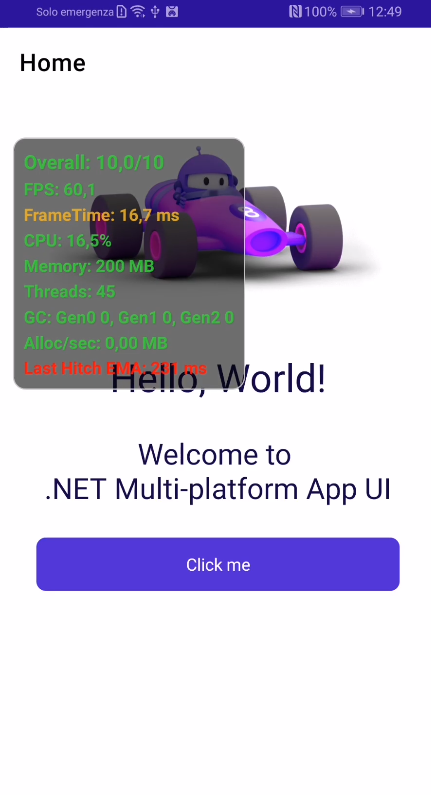 Solo emergenza 100% 12:49
Home
Overall: 10,0/10
FPS: 60,1
FrameTime: 16,7 ms
CPU: 16,5%
Memory: 200 MB
Threads: 45
GC: Gen0 0, Gen1 0, Gen2 0
Alloc/sec: 0,00 MB
Last Hitch EMA: 231 ms
Hello, World!
Welcome to
.NET Multi-platform App UI
Click me